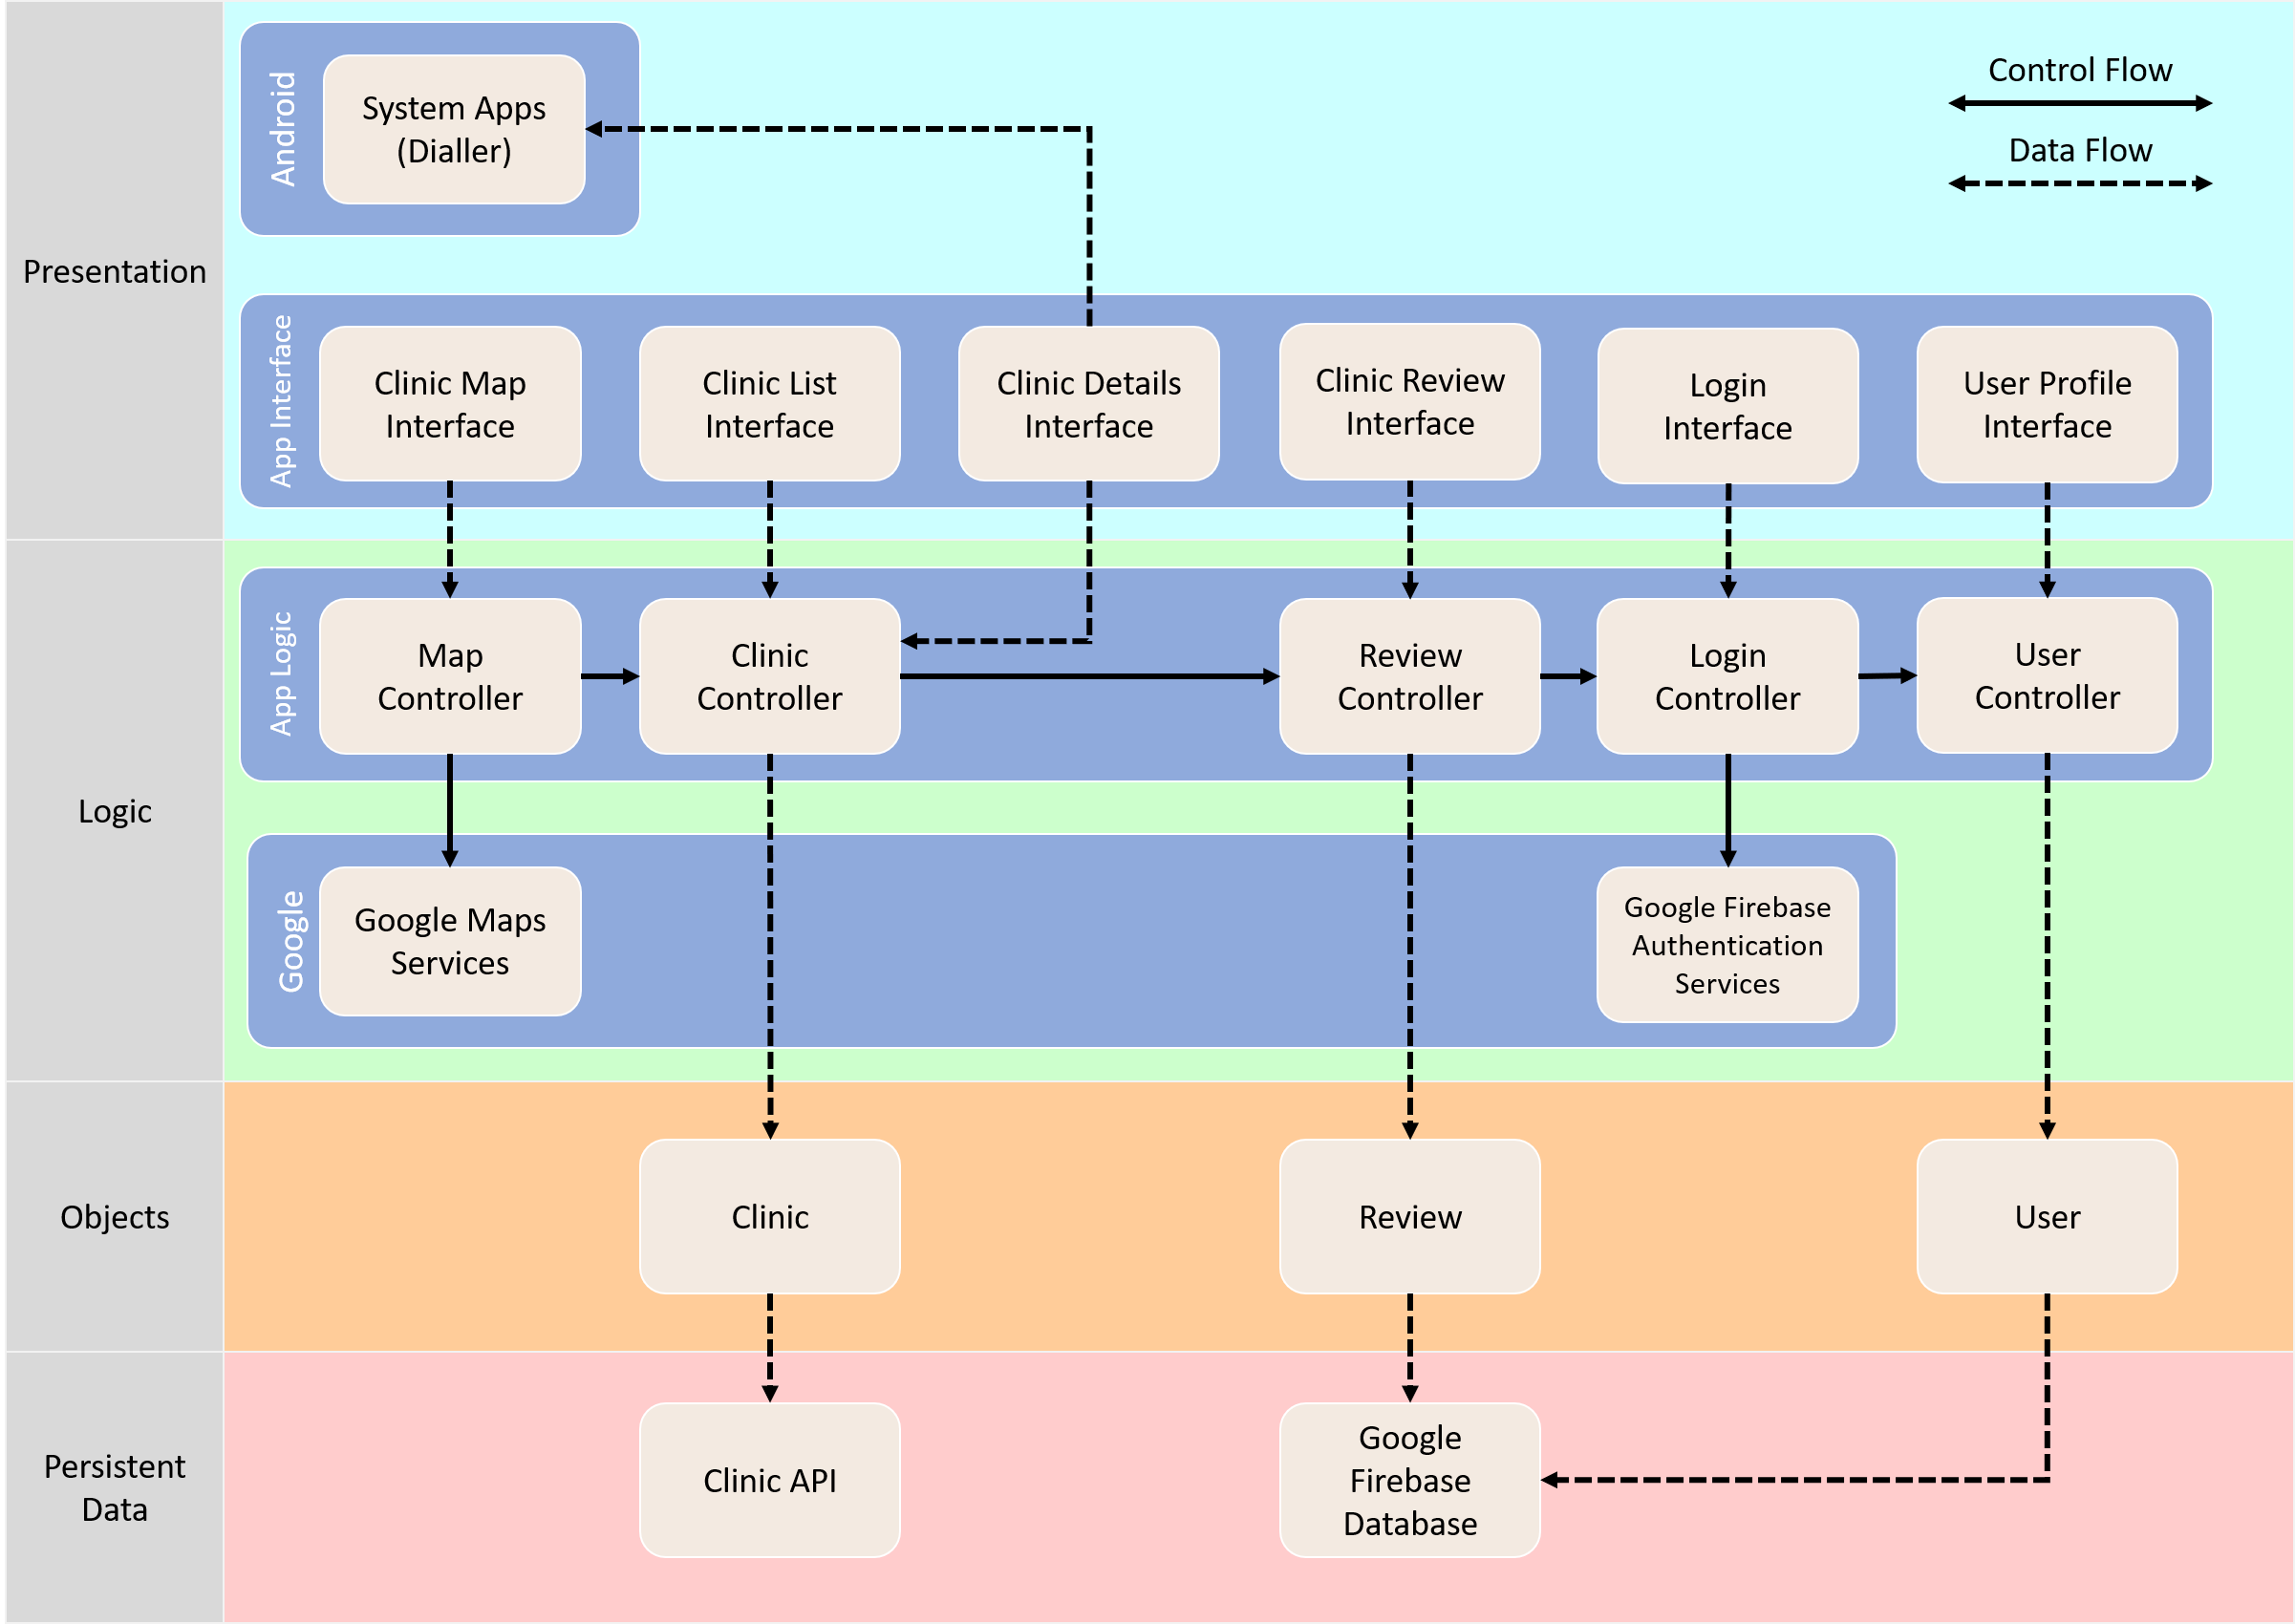 Presentation
Android
System Apps
(Dialler)
Control Flow
Data Flow
App Interface
Clinic Map
Interface
Clinic List
Interface
Clinic Details
Interface
Clinic Review
Interface
Login
Interface
User Profile
Interface
Logic
App Logic
Map
Controller
Clinic
Controller
Review
Controller
Login
Controller
User
Controller
Google
Google Maps
Services
Google Firebase
Authentication
Services
Objects
Clinic
Review
User
Persistent
Data
Clinic API
Google
Firebase
Database